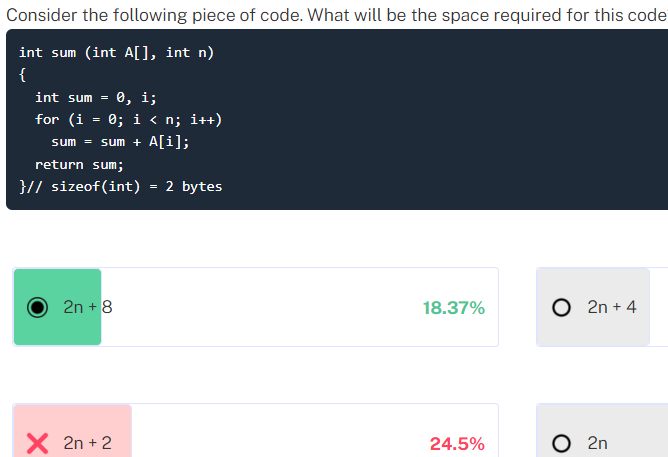 Consider the following piece of code. What will be the space required for this code
int sum (int A[], int n)
{
int sum = 0, i;
for (i = 0; i < n; i++)
sum = sum + A[i];
return sum;
}// sizeof(int) = 2 bytes
2n + 8 18.37% 2n + 4
2n + 2 24.5% 2n